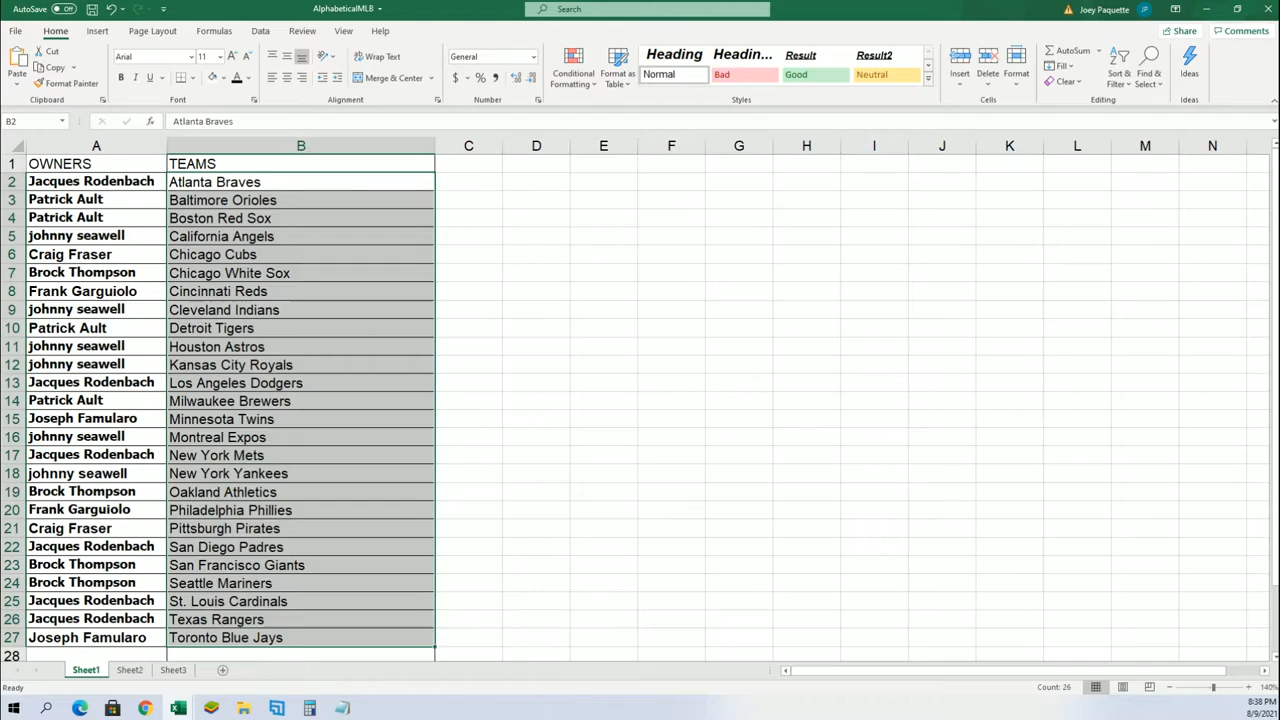 AutoSave Off AlphabeticalMLB Search Joey Paquette JP
File Home Insert Page Layout Formulas Data Review View Help Share Comments
Paste Cut Copy Format Painter Clipboard
Arial 11 B I U Font
Wrap Text Merge & Center Alignment
General $ % , Number
Conditional Formatting Format as Table
Heading Headin... Result Result2
Normal Bad Good Neutral Styles
Insert Delete Format Cells
AutoSum Fill Clear Sort & Filter Find & Select Editing
Ideas Ideas
B2 fx Atlanta Braves
A B C D E F G H I J K L M N
1 OWNERS TEAMS
2 Jacques Rodenbach Atlanta Braves
3 Patrick Ault Baltimore Orioles
4 Patrick Ault Boston Red Sox
5 johnny seawell California Angels
6 Craig Fraser Chicago Cubs
7 Brock Thompson Chicago White Sox
8 Frank Garguiolo Cincinnati Reds
9 johnny seawell Cleveland Indians
10 Patrick Ault Detroit Tigers
11 johnny seawell Houston Astros
12 johnny seawell Kansas City Royals
13 Jacques Rodenbach Los Angeles Dodgers
14 Patrick Ault Milwaukee Brewers
15 Joseph Famularo Minnesota Twins
16 johnny seawell Montreal Expos
17 Jacques Rodenbach New York Mets
18 johnny seawell New York Yankees
19 Brock Thompson Oakland Athletics
20 Frank Garguiolo Philadelphia Phillies
21 Craig Fraser Pittsburgh Pirates
22 Jacques Rodenbach San Diego Padres
23 Brock Thompson San Francisco Giants
24 Brock Thompson Seattle Mariners
25 Jacques Rodenbach St. Louis Cardinals
26 Jacques Rodenbach Texas Rangers
27 Joseph Famularo Toronto Blue Jays
28
Sheet1 Sheet2 Sheet3
Ready Count: 26 140%
8:38 PM
8/9/2021